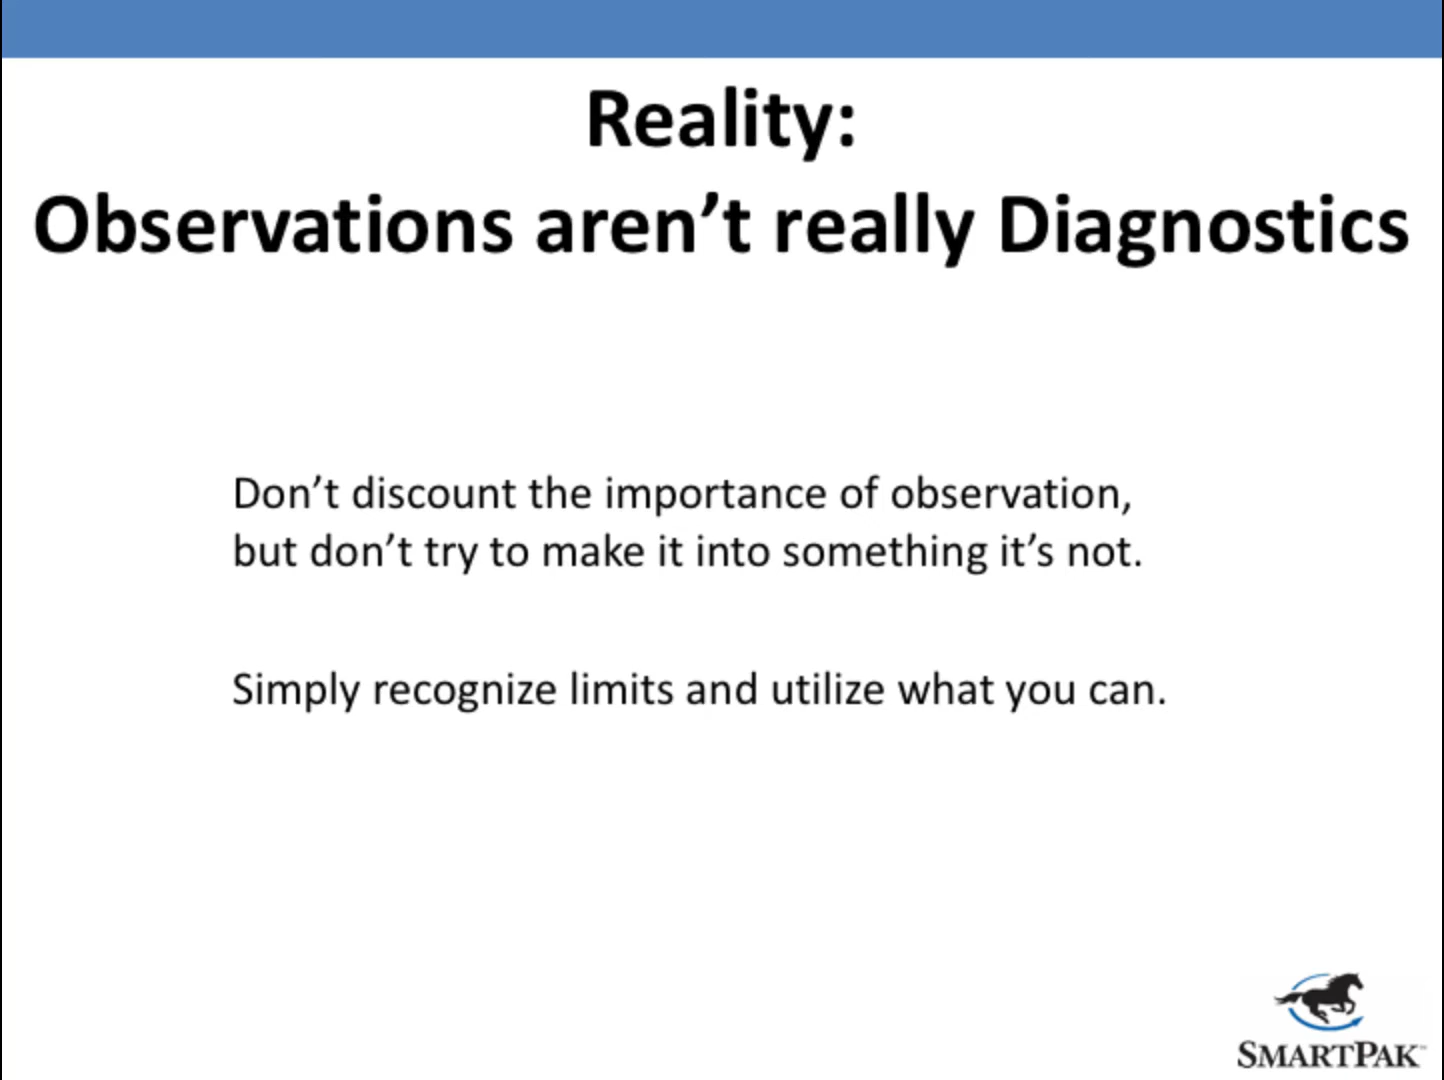 Reality:
Observations aren’t really Diagnostics
Don’t discount the importance of observation,
but don’t try to make it into something it’s not.
Simply recognize limits and utilize what you can.
SMARTPAK